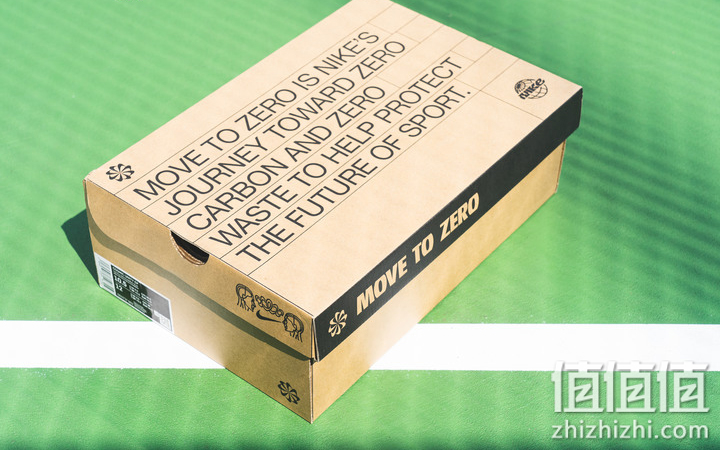 MOVE TO ZERO IS NIKE'S
JOURNEY TOWARD ZERO
CARBON AND ZERO
WASTE TO HELP PROTECT
THE FUTURE OF SPORT.
NIKE
MOVE TO ZERO
值值值
zhizhizhi.com